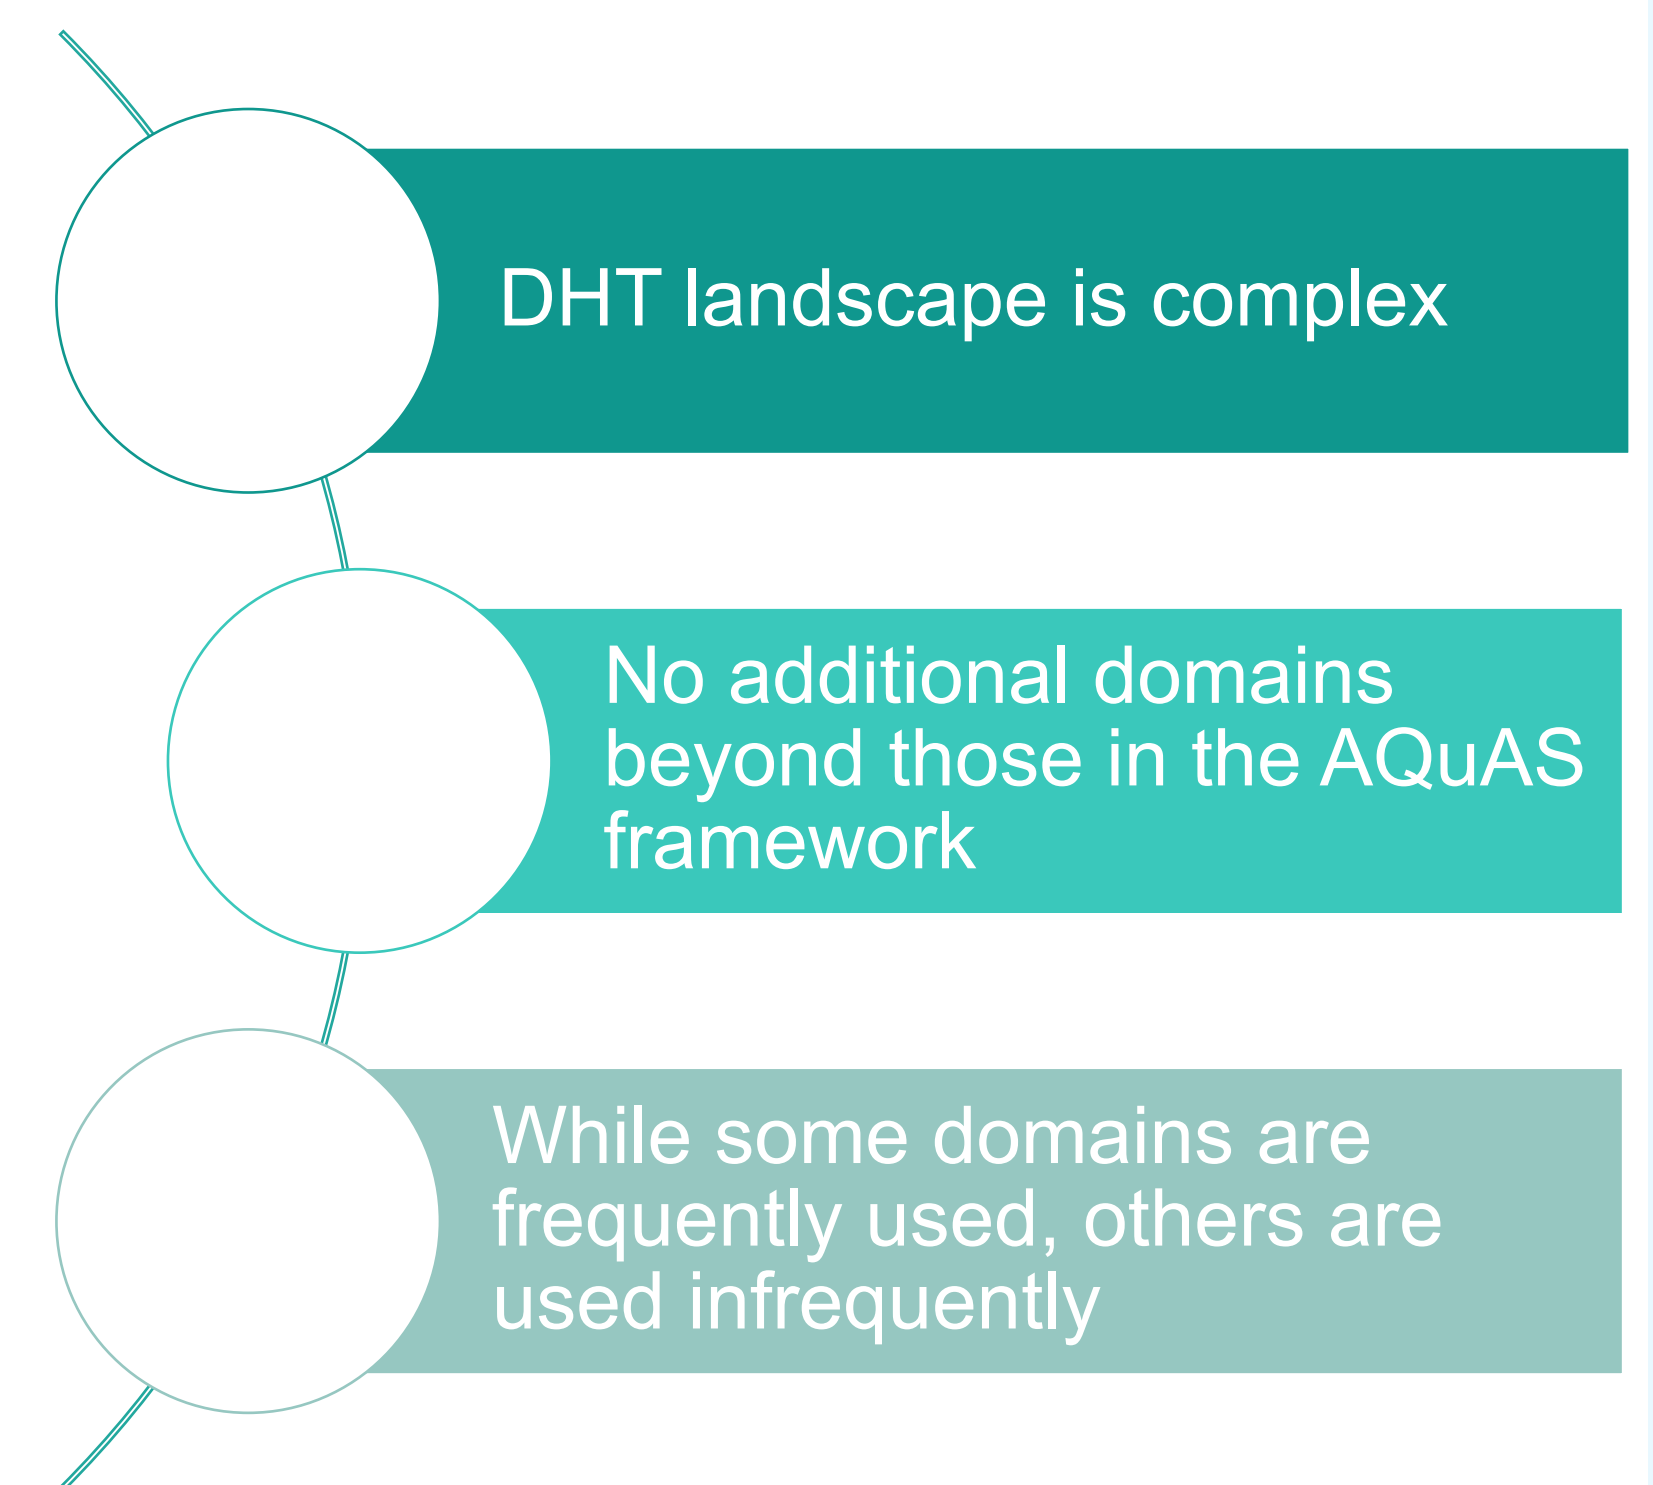 DHT landscape is complex
No additional domains
beyond those in the AQuAS
framework
While some domains are
frequently used, others are
used infrequently